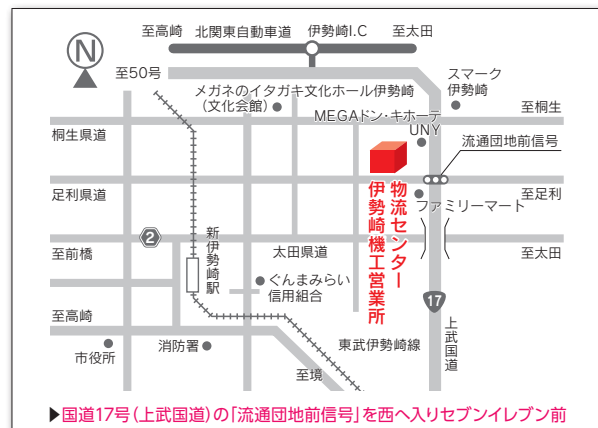 至高崎
北関東自動車道
伊勢崎I.C
至太田
N
至50号
メガネのイタガキ文化ホール伊勢崎
(文化会館)
スマーク
伊勢崎
MEGAドン・キホーテ
UNY
至桐生
桐生県道
流通団地前信号
足利県道
至足利
ファミリーマート
物流センター
伊勢崎機工営業所
至前橋
2
新伊勢崎駅
太田県道
至太田
ぐんまみらい
信用組合
17
至高崎
上武国道
市役所
消防署
東武伊勢崎線
至境
▶国道17号(上武国道)の「流通団地前信号」を西へ入りセブンイレブン前